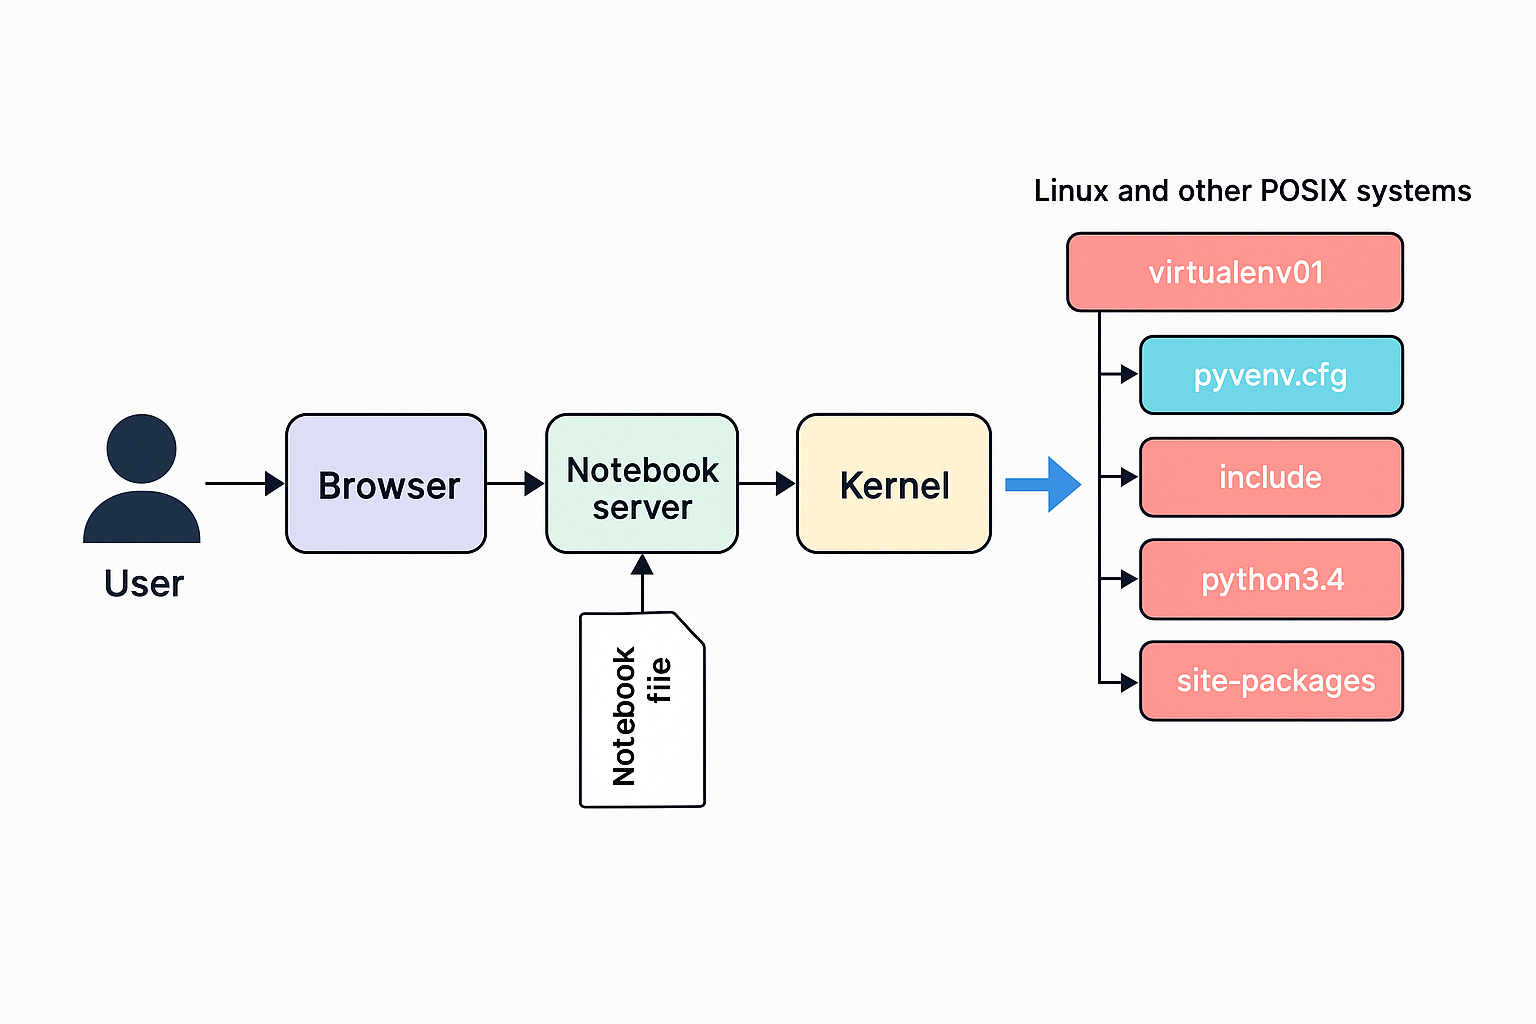 Linux and other POSIX systems
virtualenv01
pyvenv.cfg
include
python3.4
site-packages
User
Browser
Notebook
server
Kernel
Notebook
fiie